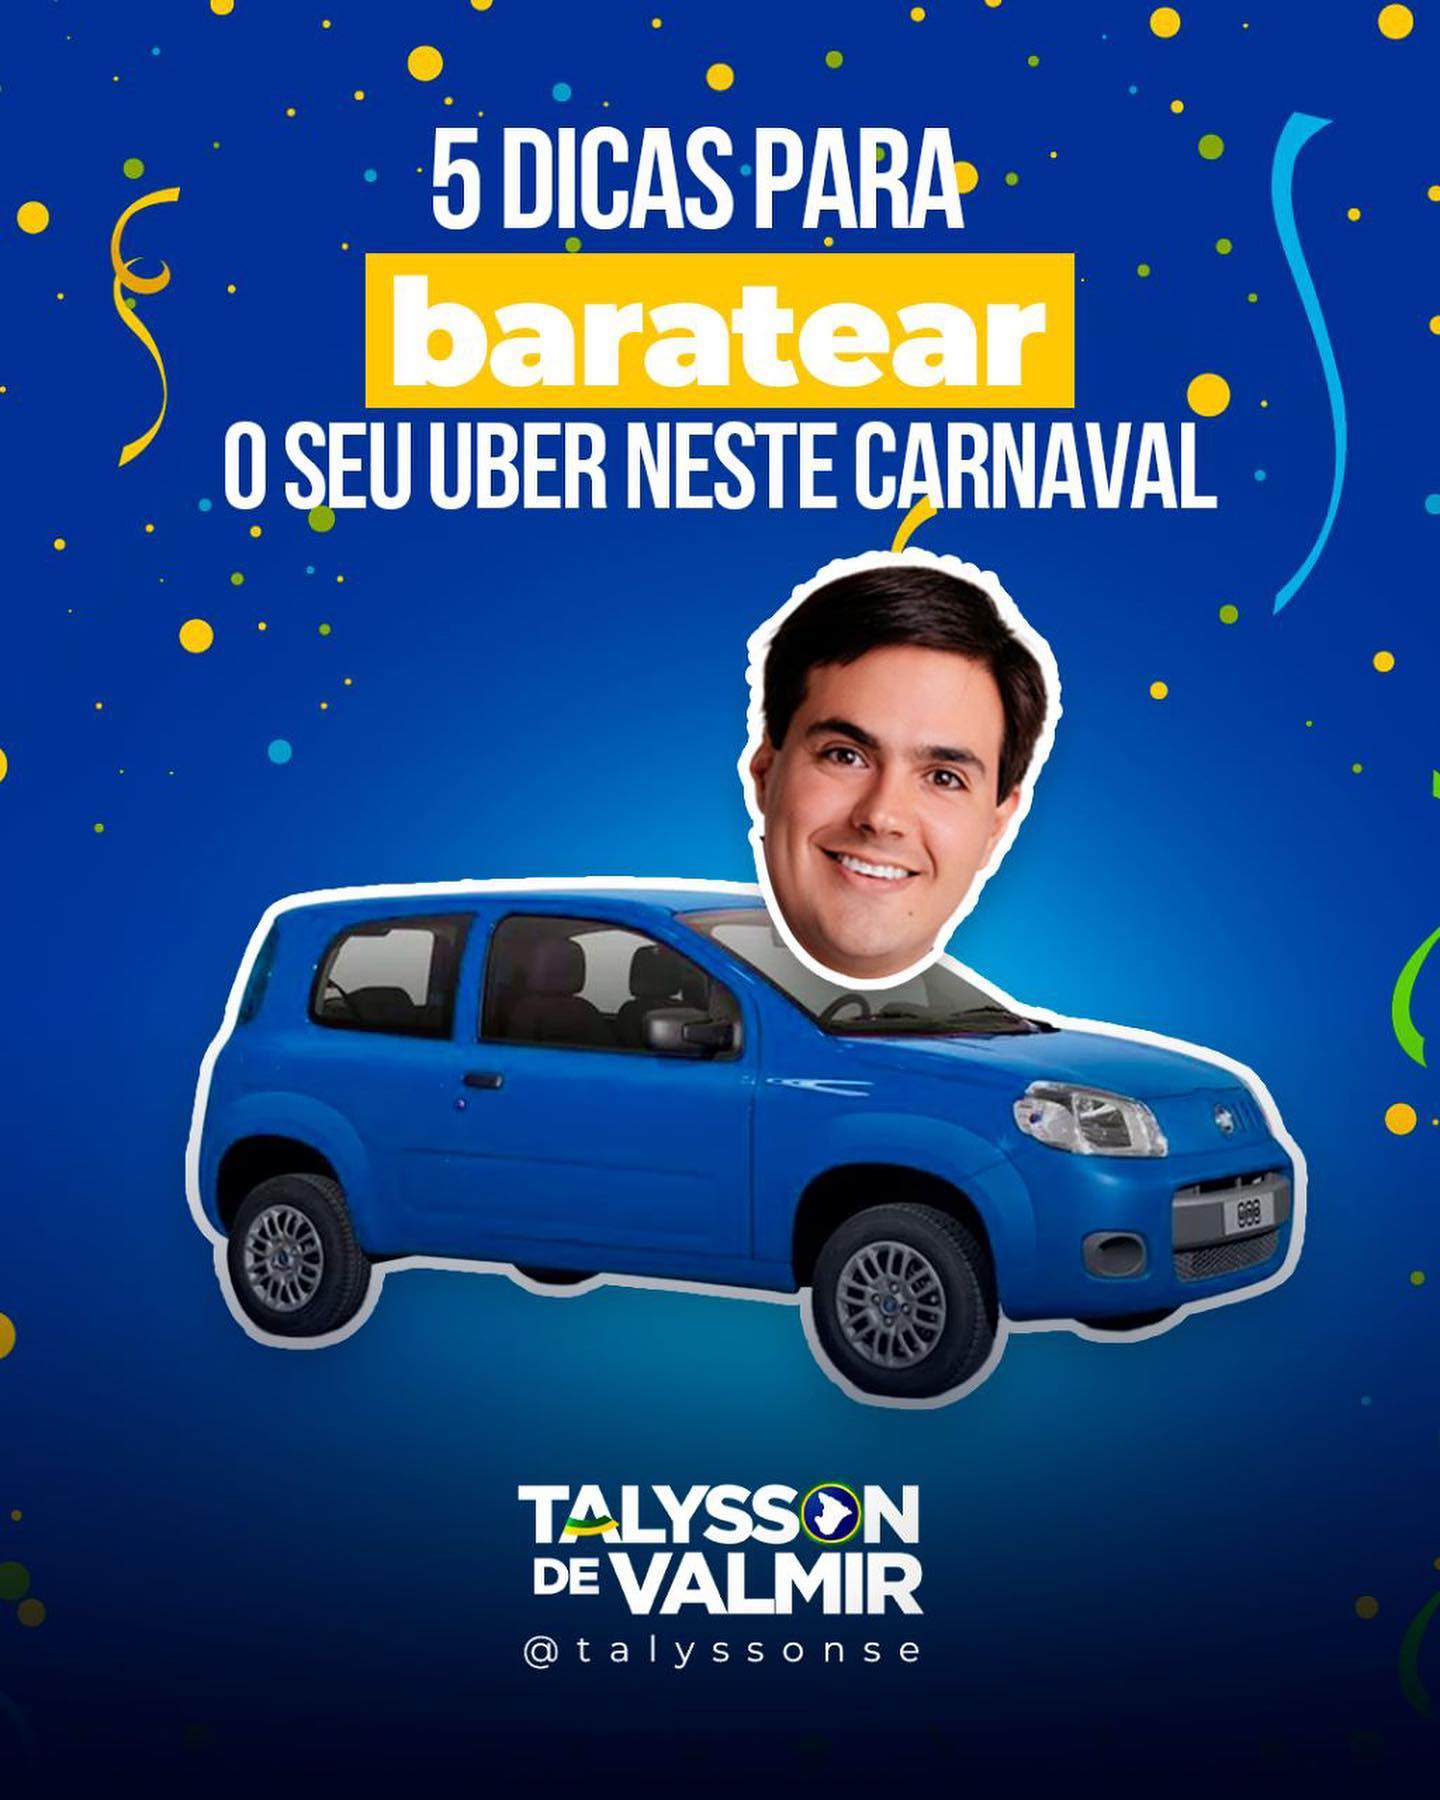 5 DICAS PARA
baratear
O SEU UBER NESTE CARNAVAL
TALYSSON
DE VALMIR
@talyssonse